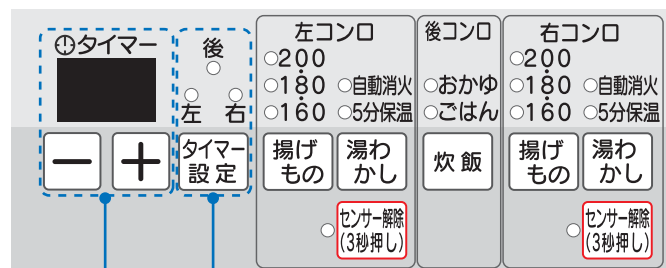 タイマー
後
左 右
− +
タイマー
設定
左コンロ
200
180 自動消火
160 5分保温
揚げ
もの
湯わ
かし
センサー解除
(3秒押し)
後コンロ
おかゆ
ごはん
炊飯
右コンロ
200
180 自動消火
160 5分保温
揚げ
もの
湯わ
かし
センサー解除
(3秒押し)